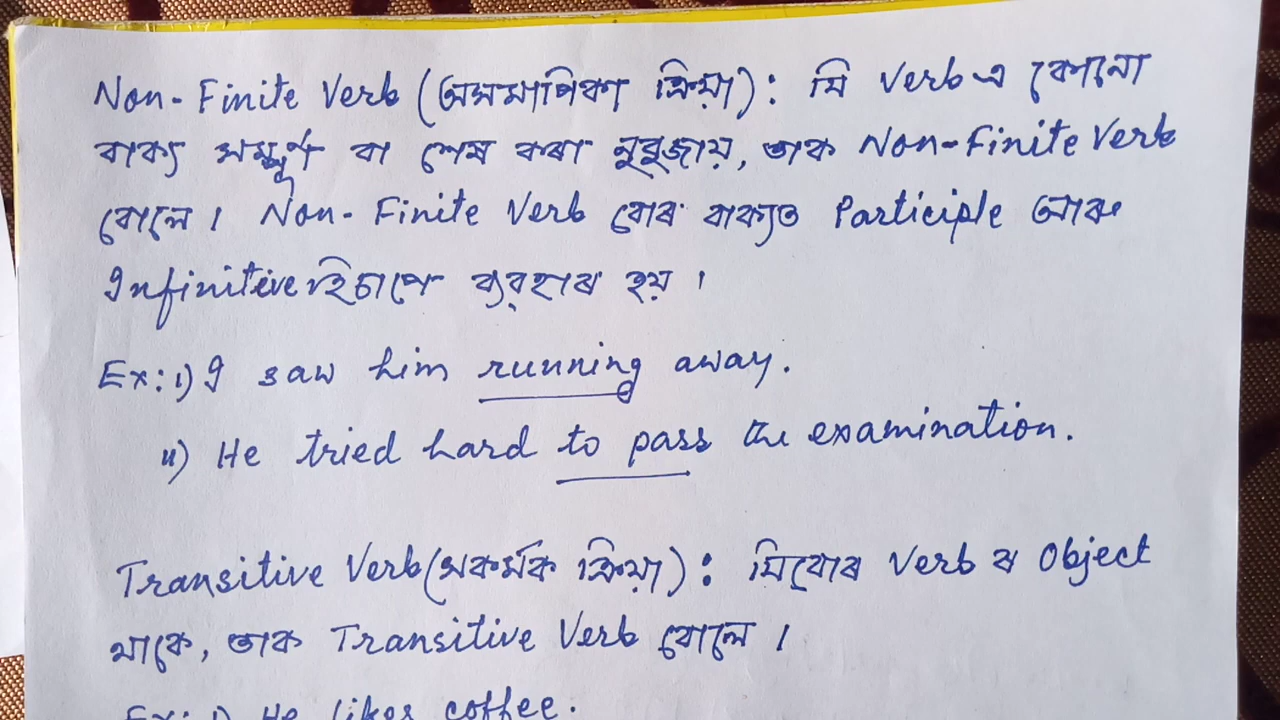 Non-Finite Verb (অসমাপিকা ক্ৰিয়া): যি Verb এ কোনো
বাক্য সম্পূৰ্ণ বা শেষ কৰা নুবুজায়, তাক Non-Finite Verb
বোলে। Non-Finite Verb বোৰ বাক্যত Participle আৰু
Infinitive হিচাপে ব্যৱহাৰ হয়।
Ex: i) I saw him running away.
ii) He tried hard to pass the examination.
Transitive Verb (সকৰ্মক ক্ৰিয়া): যিবোৰ Verb ৰ Object
থাকে, তাক Transitive Verb বোলে।
Ex: i) He likes coffee.